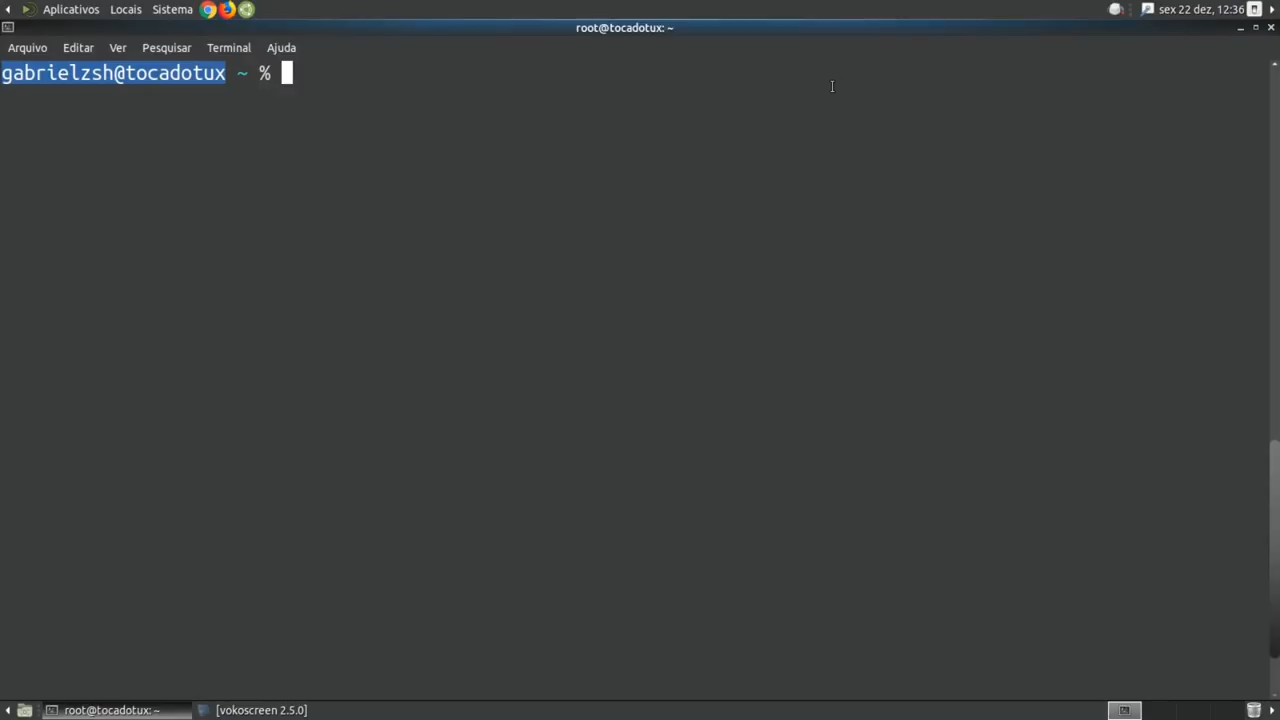 Aplicativos Locais Sistema sex 22 dez, 12:36
root@tocadotux: ~
Arquivo Editar Ver Pesquisar Terminal Ajuda
gabrielzsh@tocadotux ~ %
root@tocadotux: ~ [vokoscreen 2.5.0]